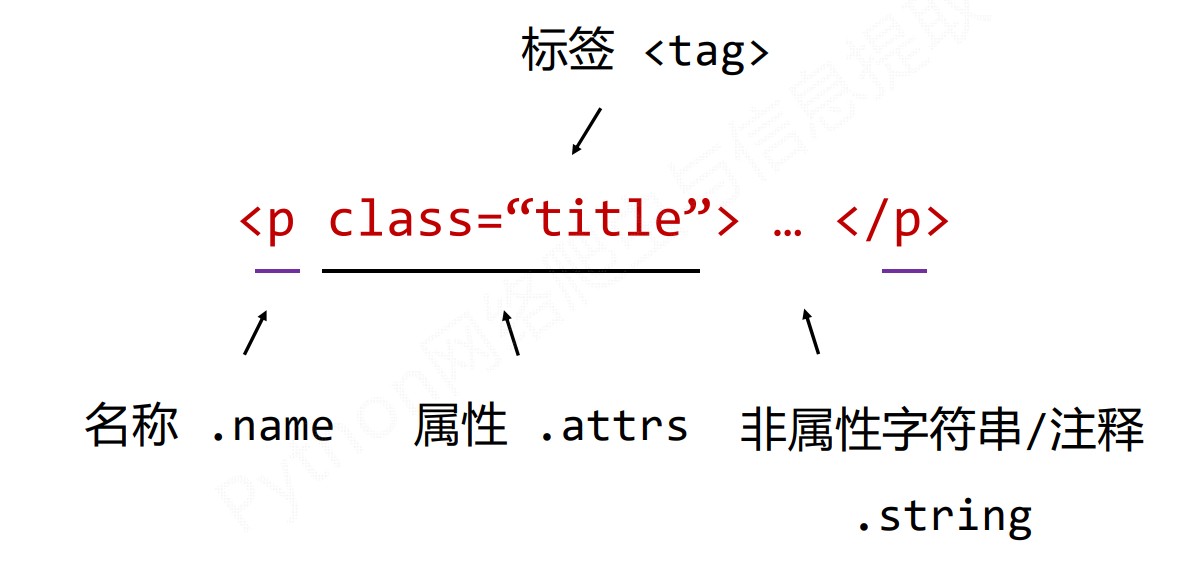 标签 <tag>
<p class=“title”> … </p>
名称 .name
属性 .attrs
非属性字符串/注释
.string
Python网络爬虫与信息提取